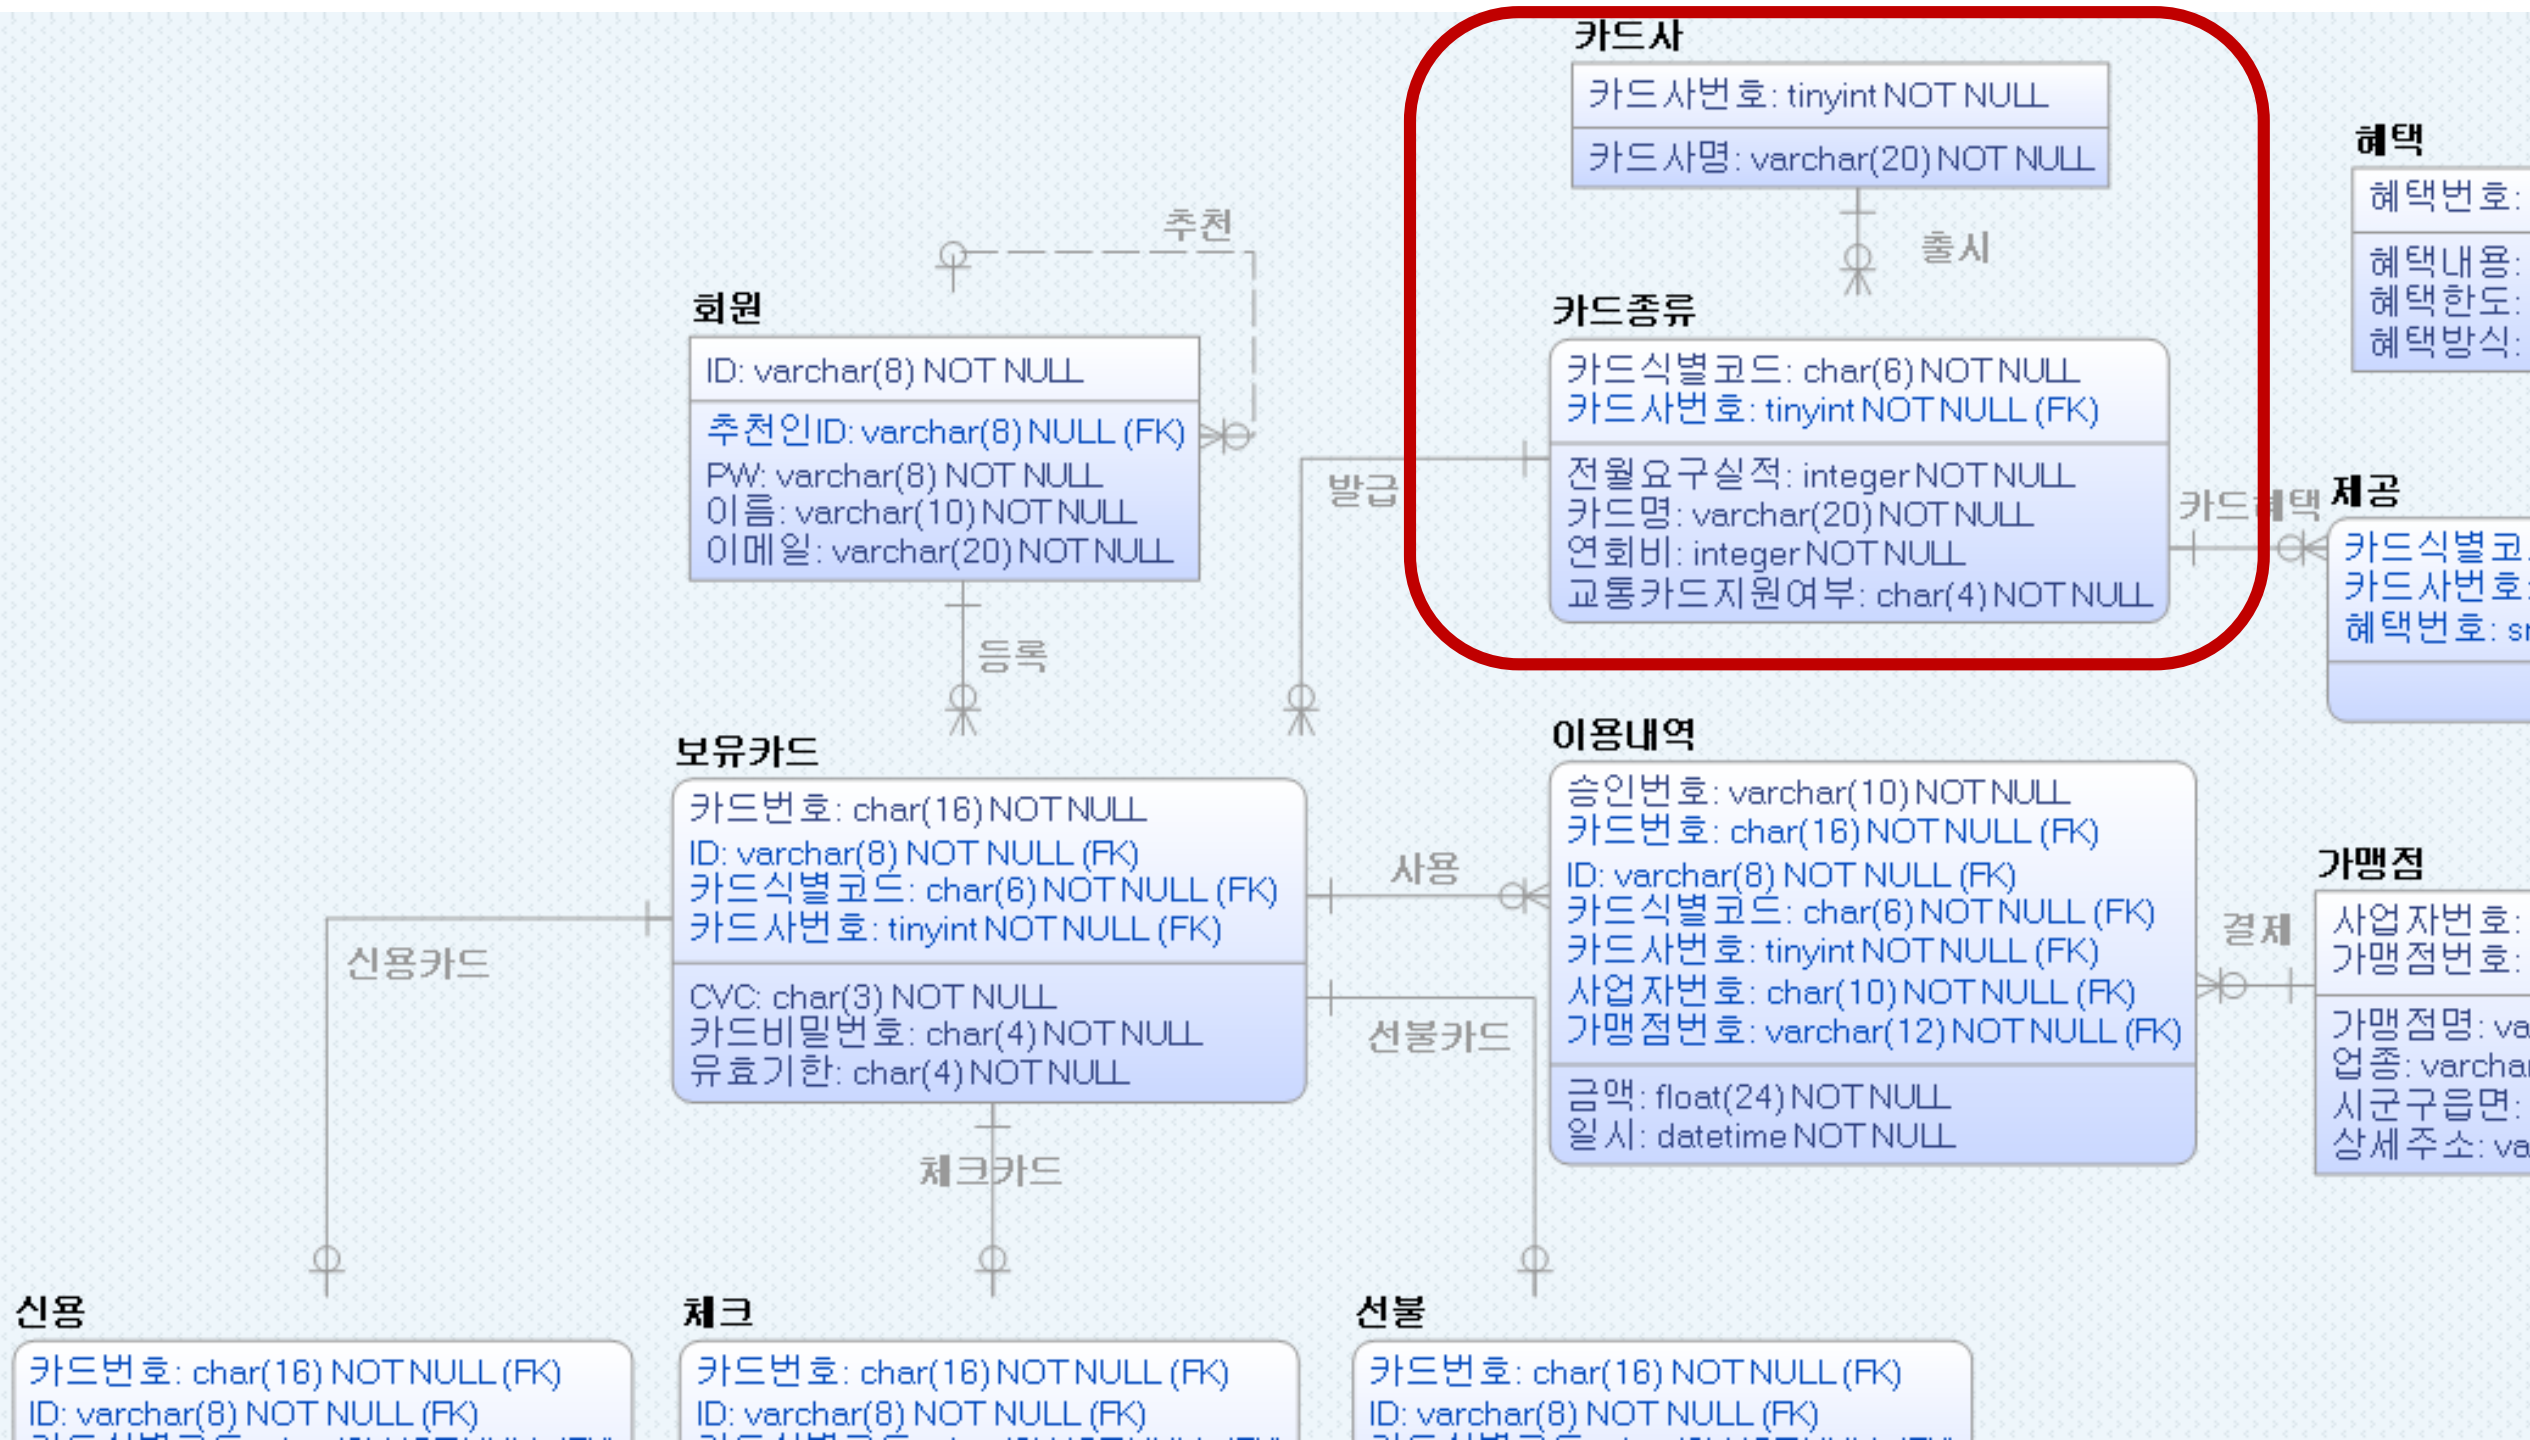 카드사
카드사번호: tinyint NOT NULL
카드사명: varchar(20) NOT NULL
출시
카드종류
카드식별코드: char(6) NOT NULL
카드사번호: tinyint NOT NULL (FK)
전월요구실적: integer NOT NULL
카드명: varchar(20) NOT NULL
연회비: integer NOT NULL
교통카드지원여부: char(4) NOT NULL
혜택
혜택번호:
혜택내용:
혜택한도:
혜택방식:
추천
회원
ID: varchar(8) NOT NULL
추천인ID: varchar(8) NULL (FK)
PW: varchar(8) NOT NULL
이름: varchar(10) NOT NULL
이메일: varchar(20) NOT NULL
발급
카드혜택
제공
카드식별코
카드사번호:
혜택번호:
등록
보유카드
카드번호: char(16) NOT NULL
ID: varchar(8) NOT NULL (FK)
카드식별코드: char(6) NOT NULL (FK)
카드사번호: tinyint NOT NULL (FK)
CVC: char(3) NOT NULL
카드비밀번호: char(4) NOT NULL
유효기한: char(4) NOT NULL
사용
이용내역
승인번호: varchar(10) NOT NULL
카드번호: char(16) NOT NULL (FK)
ID: varchar(8) NOT NULL (FK)
카드식별코드: char(6) NOT NULL (FK)
카드사번호: tinyint NOT NULL (FK)
사업자번호: char(10) NOT NULL (FK)
가맹점번호: varchar(12) NOT NULL (FK)
금액: float(24) NOT NULL
일시: datetime NOT NULL
결제
가맹점
사업자번호:
가맹점번호:
가맹점명: va
업종: varchar
시군구읍면:
상세주소: va
신용카드
체크카드
선불카드
신용
카드번호: char(16) NOT NULL (FK)
ID: varchar(8) NOT NULL (FK)
체크
카드번호: char(16) NOT NULL (FK)
ID: varchar(8) NOT NULL (FK)
선불
카드번호: char(16) NOT NULL (FK)
ID: varchar(8) NOT NULL (FK)